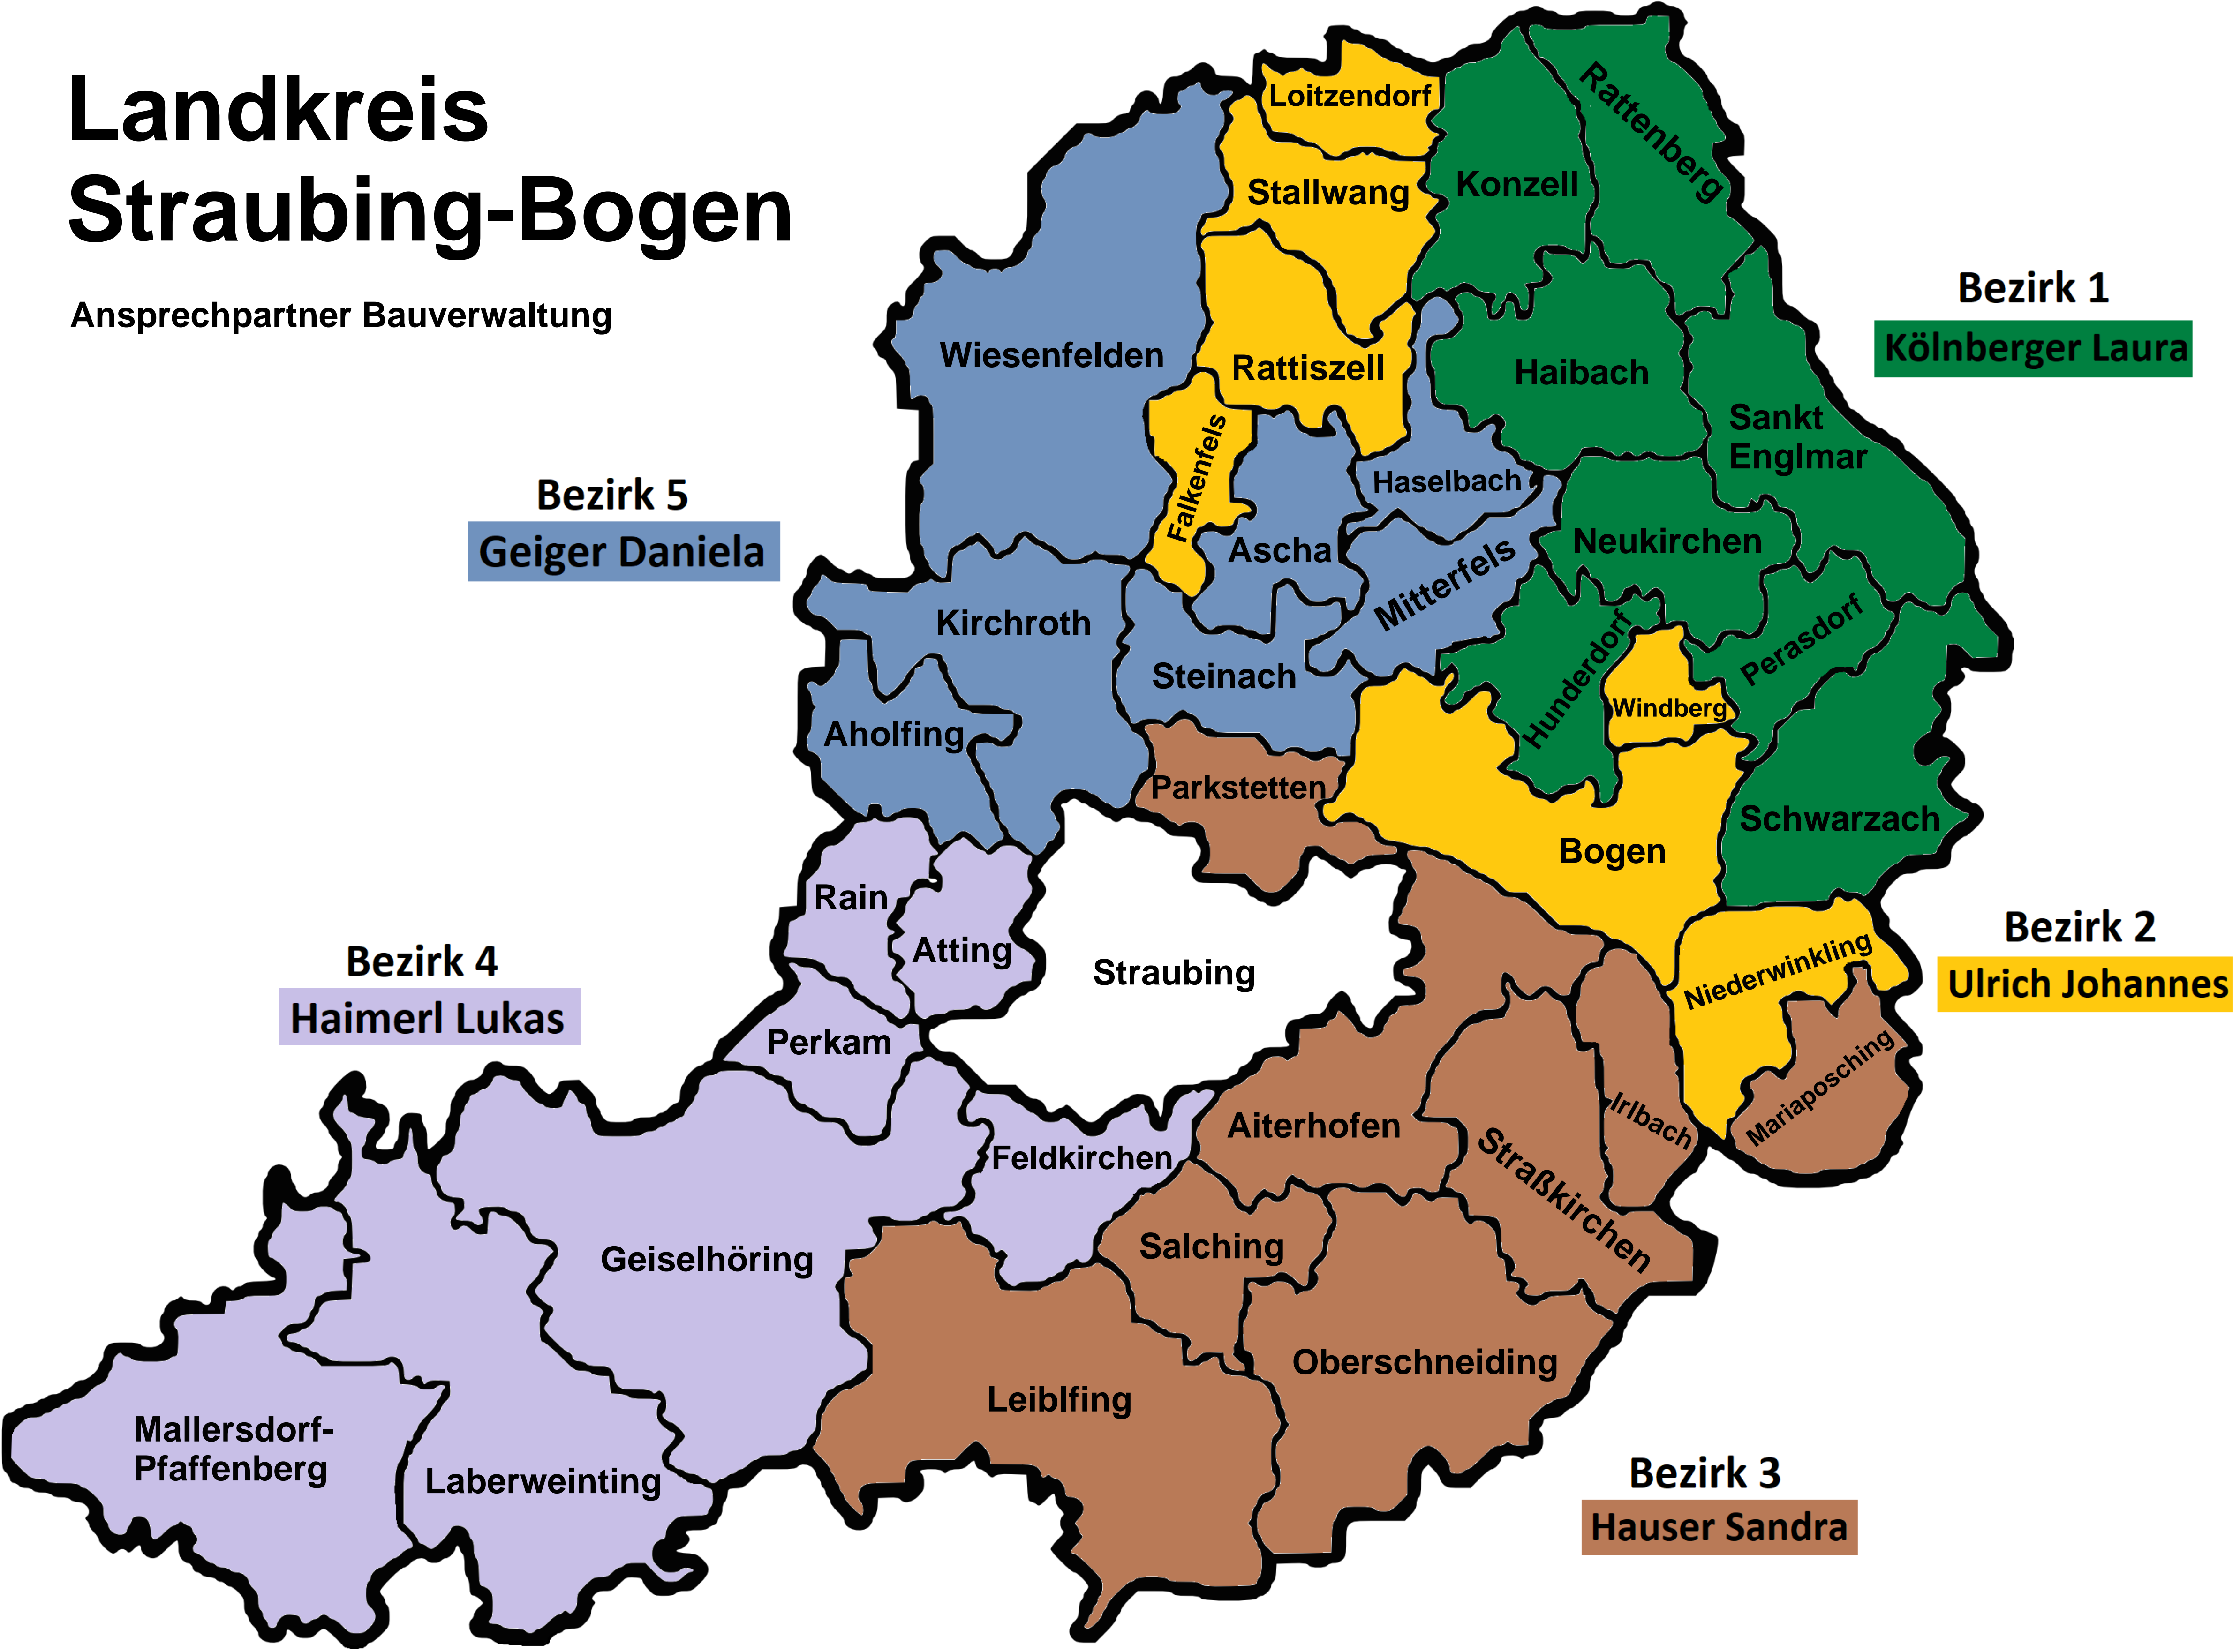 Landkreis
Straubing-Bogen
Ansprechpartner Bauverwaltung
Loitzendorf
Rattenberg
Stallwang
Konzell
Bezirk 1
Kölnberger Laura
Wiesenfelden
Rattiszell
Haibach
Sankt
Englmar
Falkenfels
Haselbach
Bezirk 5
Geiger Daniela
Ascha
Mitterfels
Neukirchen
Kirchroth
Perasdorf
Hunderdorf
Steinach
Windberg
Aholfing
Parkstetten
Schwarzach
Bogen
Rain
Atting
Straubing
Niederwinkling
Bezirk 2
Ulrich Johannes
Bezirk 4
Haimerl Lukas
Perkam
Mariaposching
Aiterhofen
Irlbach
Feldkirchen
Straßkirchen
Geiselhöring
Salching
Oberschneiding
Leiblfing
Mallersdorf-
Pfaffenberg
Laberweinting
Bezirk 3
Hauser Sandra